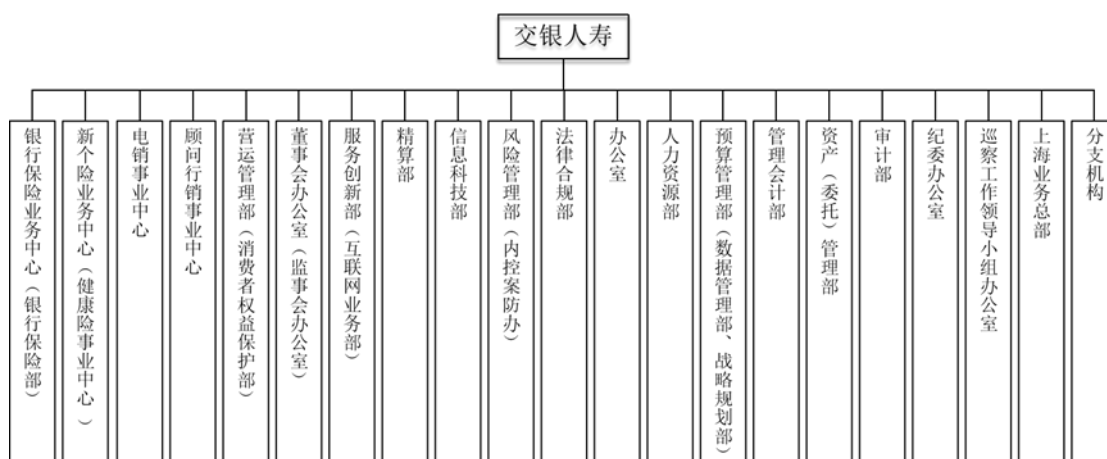 交银人寿
银行保险业务中心（银行保险部）
新个险业务中心（健康险事业中心）
电销事业中心
顾问行销事业中心
营运管理部（消费者权益保护部）
董事会办公室（监事会办公室）
服务创新部（互联网业务部）
精算部
信息科技部
风险管理部（内控案防办）
法律合规部
办公室
人力资源部
预算管理部（数据管理部、战略规划部）
管理会计部
资产（委托）管理部
审计部
纪委办公室
巡察工作领导小组办公室
上海业务总部
分支机构